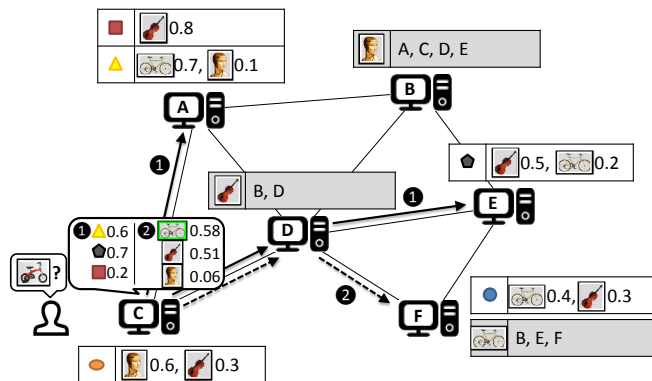 0.8
0.7, 0.1
A, C, D, E
A
B
1
0.5, 0.2
B, D
1
E
D
1 0.6 2 0.58
0.7 0.51
0.2 0.06
?
2
C
F
0.4, 0.3
B, E, F
0.6, 0.3